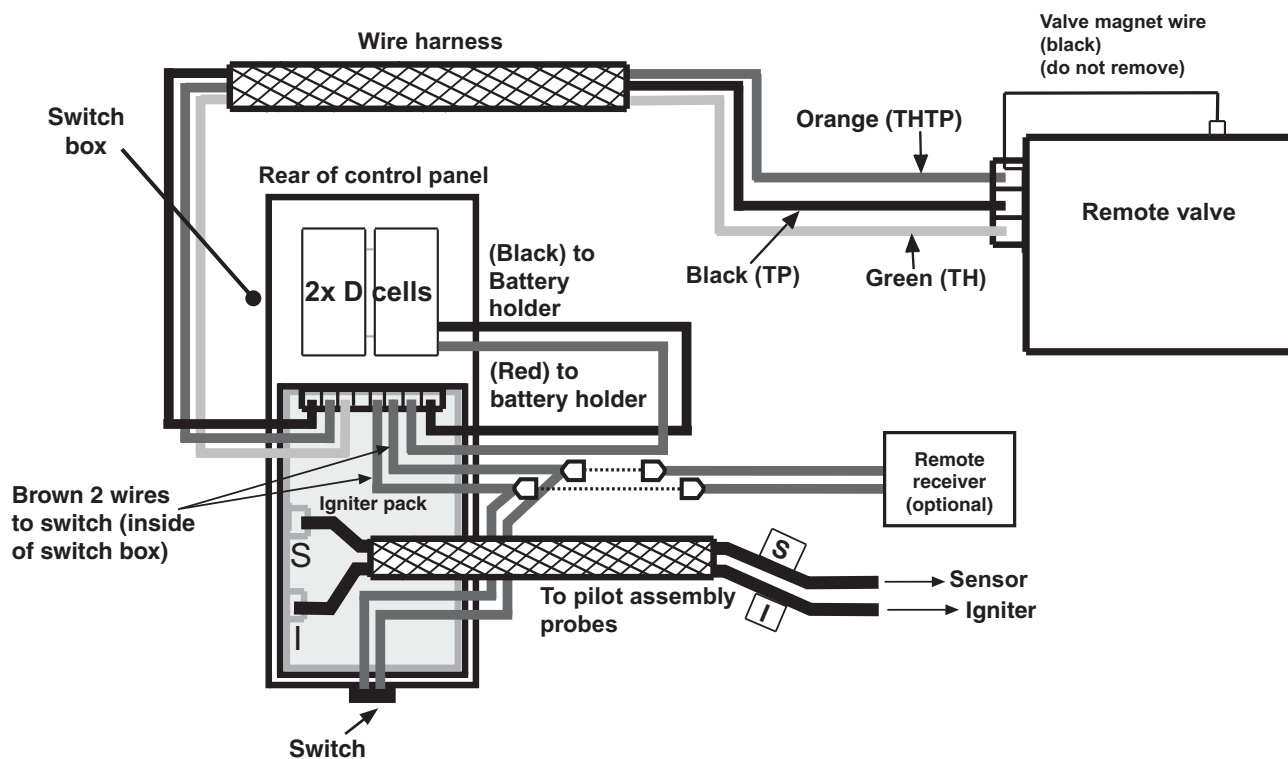 Valve magnet wire
(black)
(do not remove)
Wire harness
Switch
box
Orange (THTP)
Rear of control panel
Remote valve
(Black) to
Battery
holder
2x D cells
Black (TP)
Green (TH)
(Red) to
battery holder
Remote
receiver
(optional)
Brown 2 wires
to switch (inside
of switch box)
Igniter pack
S
S
Sensor
To pilot assembly
probes
I
Igniter
I
Switch